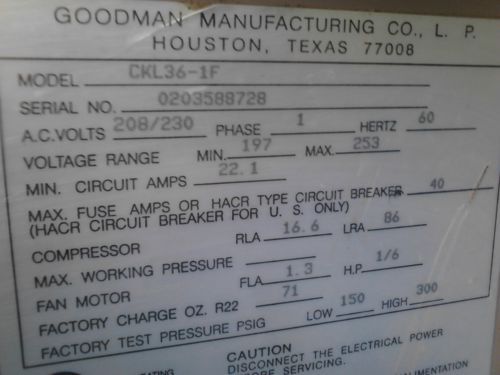 GOODMAN MANUFACTURING CO., L. P.
HOUSTON, TEXAS 77008
MODEL CKL36-1F
SERIAL NO. 0203588728
A.C.VOLTS 208/230 PHASE 1 HERTZ 60
VOLTAGE RANGE MIN. 197 MAX. 253
MIN. CIRCUIT AMPS 22.1
MAX. FUSE AMPS OR HACR TYPE CIRCUIT BREAKER 40
(HACR CIRCUIT BREAKER FOR U. S. ONLY)
COMPRESSOR RLA 16.6 LRA 86
MAX. WORKING PRESSURE
FAN MOTOR FLA 1.3 H.P. 1/6
FACTORY CHARGE OZ. R22 71
FACTORY TEST PRESSURE PSIG LOW 150 HIGH 300
CAUTION
DISCONNECT THE ELECTRICAL POWER
SERVICING.